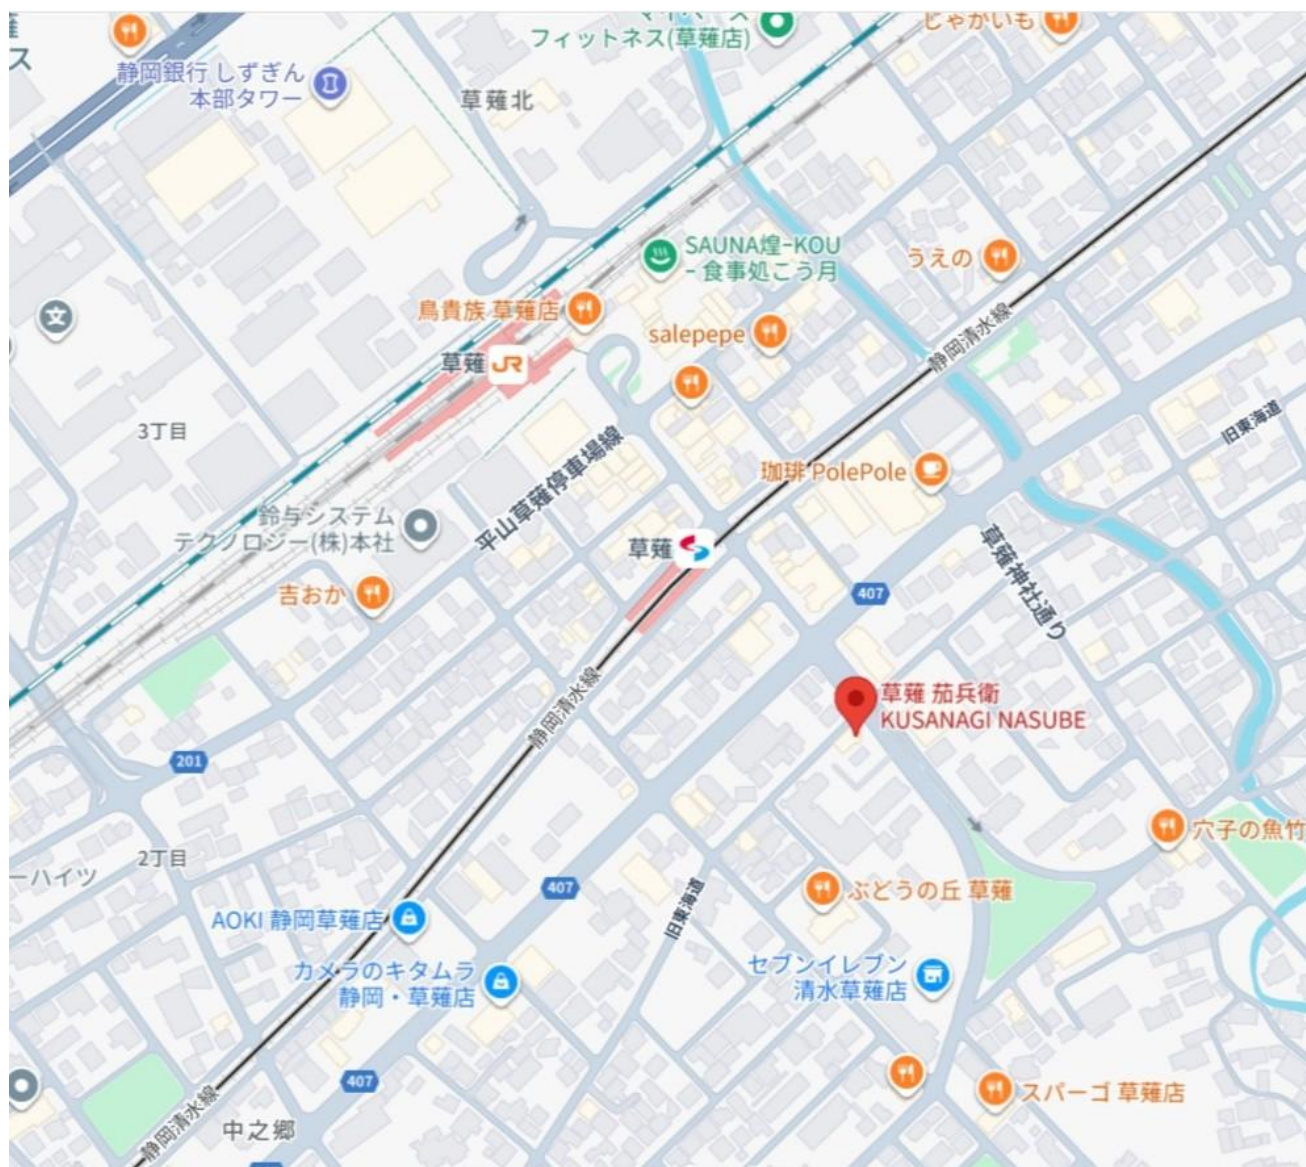 ス
フィットネス(草薙店)
じゃがいも
静岡銀行 しずぎん
本部タワー
草薙北
SAUNA煌-KOU
- 食事処こう月
うえの
鳥貴族 草薙店
salepepe
静岡清水線
草薙
JR
文
3丁目
旧東海道
平山草薙停車場線
珈琲 PolePole
鈴与システム
テクノロジー(株)本社
草薙
草薙神社通り
吉おか
407
静岡清水線
草薙 茄兵衛
KUSANAGI NASUBE
201
穴子の魚竹
2丁目
ーハイツ
407
旧東海道
ぶどうの丘 草薙
AOKI 静岡草薙店
カメラのキタムラ
静岡・草薙店
セブンイレブン
清水草薙店
407
スパーゴ 草薙店
静岡清水線
中之郷